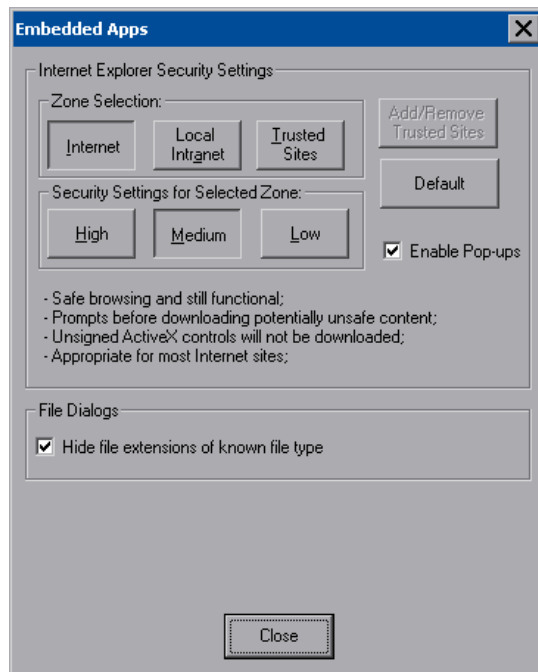 Embedded Apps
Internet Explorer Security Settings
Zone Selection:
Internet
Local
Intranet
Trusted
Sites
Add/Remove
Trusted Sites
Default
Security Settings for Selected Zone:
High
Medium
Low
Enable Pop-ups
- Safe browsing and still functional;
- Prompts before downloading potentially unsafe content;
- Unsigned ActiveX controls will not be downloaded;
- Appropriate for most Internet sites;
File Dialogs
Hide file extensions of known file type
Close